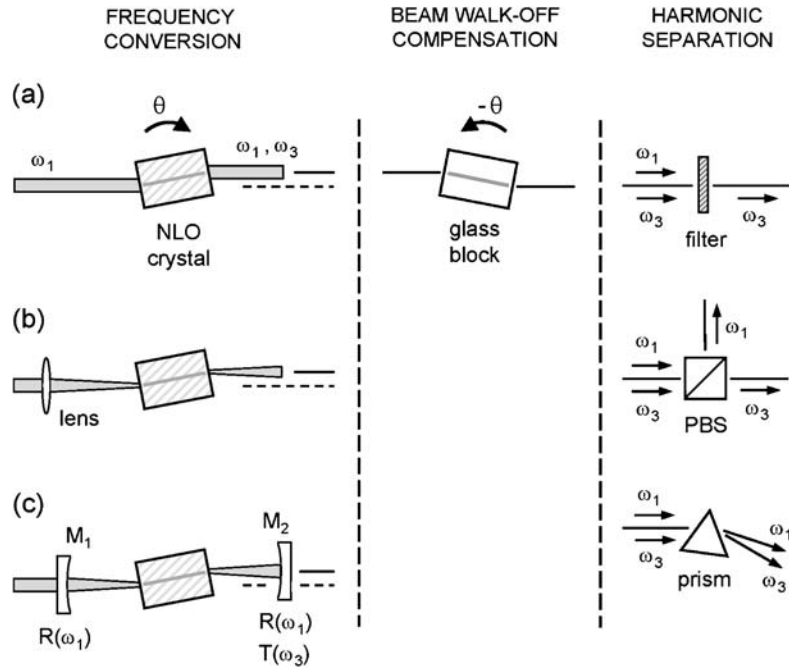 FREQUENCY
CONVERSION
BEAM WALK-OFF
COMPENSATION
HARMONIC
SEPARATION
(a)
θ
ω₁
ω₁ , ω₃
NLO
crystal
-θ
glass
block
ω₁
ω₃
ω₃
filter
(b)
lens
ω₁
ω₁
ω₃
ω₃
PBS
(c)
M₁
M₂
R(ω₁)
R(ω₁)
T(ω₃)
ω₁
ω₃
ω₁
ω₃
prism